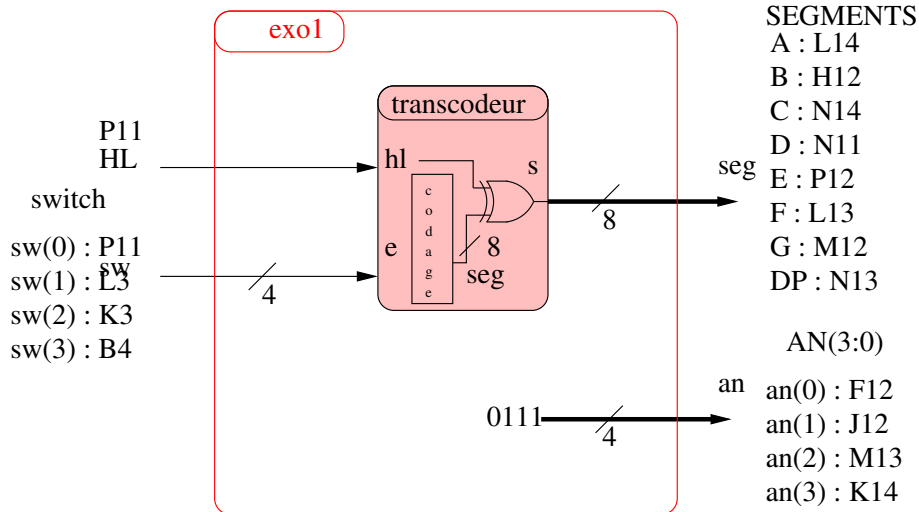 exo1
SEGMENTS
A : L14
B : H12
C : N14
D : N11
E : P12
F : L13
G : M12
DP : N13
transcodeur
P11
HL
hl
s
seg
switch
codage
8
sw(0) : P11
sw
sw(1) : L3
sw(2) : K3
sw(3) : B4
4
e
8
seg
AN(3:0)
an
0111
4
an(0) : F12
an(1) : J12
an(2) : M13
an(3) : K14